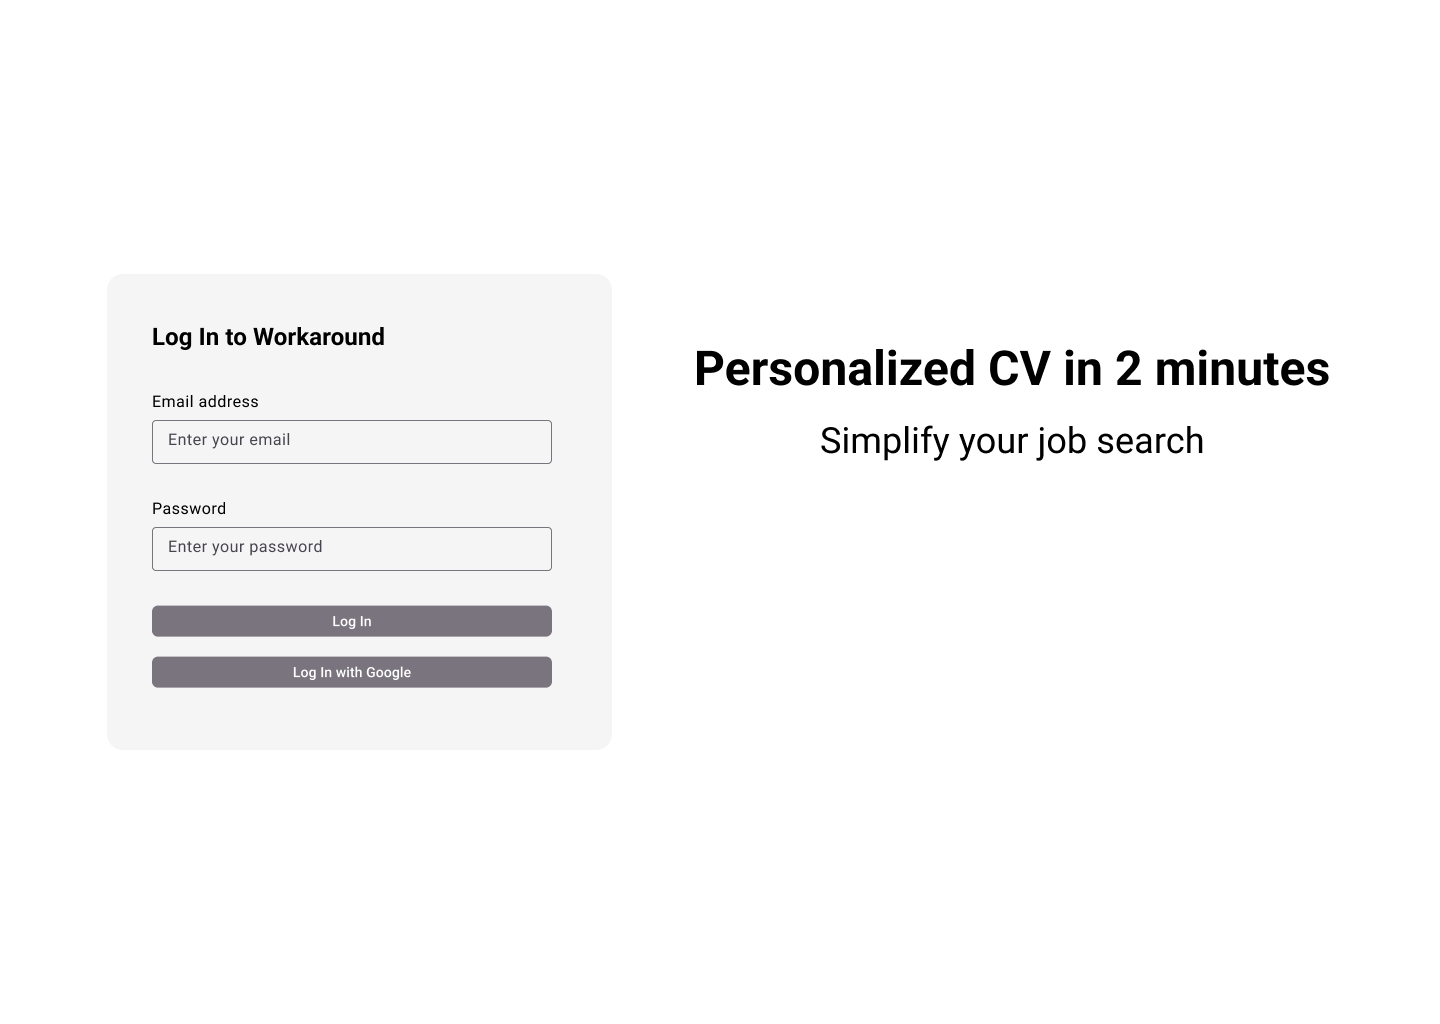 Log In to Workaround
Email address
Enter your email
Password
Enter your password
Log In
Log In with Google
Personalized CV in 2 minutes
Simplify your job search